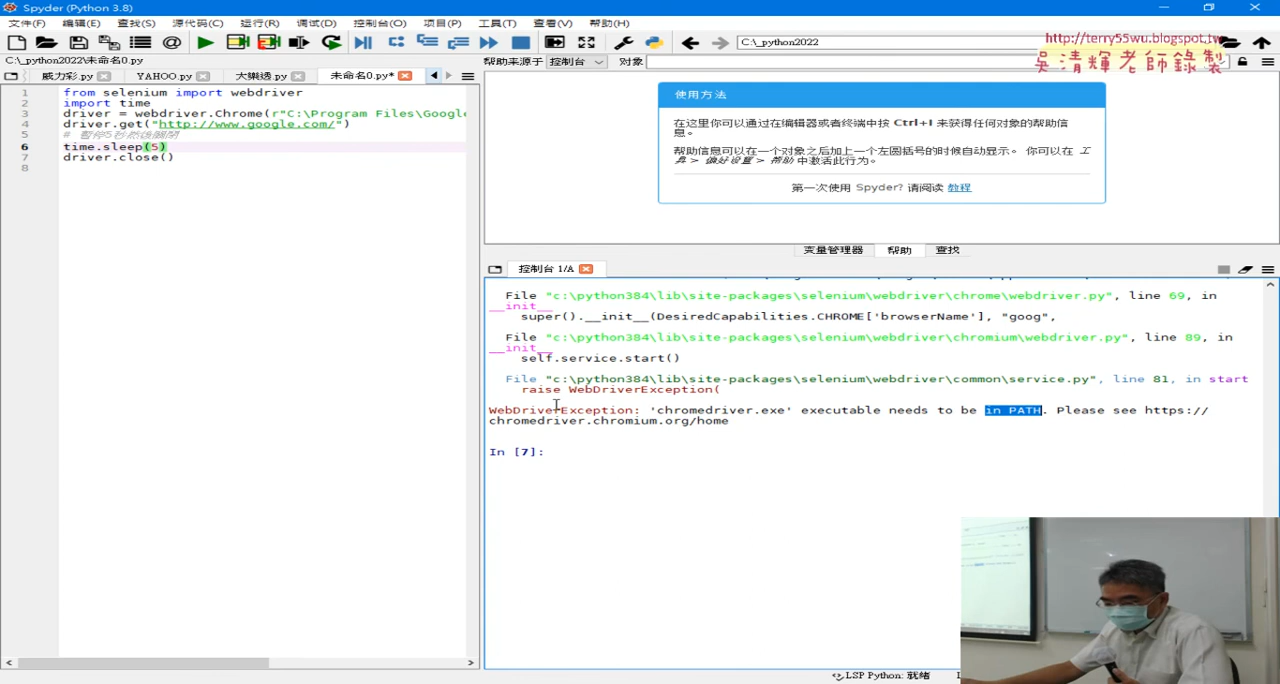 Spyder (Python 3.8)
文件(F) 编辑(E) 查找(S) 源代码(C) 运行(R) 调试(D) 控制台(O) 项目(P) 工具(T) 查看(V) 帮助(H)
C:\_python2022
http://terry55wu.blogspot.tw
吳清輝老師錄製
C:\_python2022\未命名0.py
威力彩.py YAHOO.py 大樂透.py 未命名0.py*
帮助来源于 控制台 对象
1 from selenium import webdriver
2 import time
3 driver = webdriver.Chrome(r"C:\Program Files\Google
4 driver.get("http://www.google.com/")
5 # 暫停5秒然後關閉
6 time.sleep(5)
7 driver.close()
8
使用方法
在这里你可以通过在编辑器或者终端中按 Ctrl+I 来获得任何对象的帮助信
息。
帮助信息可以在一个对象之后加上一个左圆括号的时候自动显示。 你可以在 工
具 > 偏好设置 > 帮助 中激活此行为。
第一次使用 Spyder? 请阅读 教程
变量管理器 帮助 查找
控制台 1/A
File "c:\python384\lib\site-packages\selenium\webdriver\chrome\webdriver.py", line 69, in
__init__
super().__init__(DesiredCapabilities.CHROME['browserName'], "goog",
File "c:\python384\lib\site-packages\selenium\webdriver\chromium\webdriver.py", line 89, in
__init__
self.service.start()
File "c:\python384\lib\site-packages\selenium\webdriver\common\service.py", line 81, in start
raise WebDriverException(
WebDriverException: 'chromedriver.exe' executable needs to be in PATH. Please see https://
chromedriver.chromium.org/home
In [7]:
LSP Python: 就绪